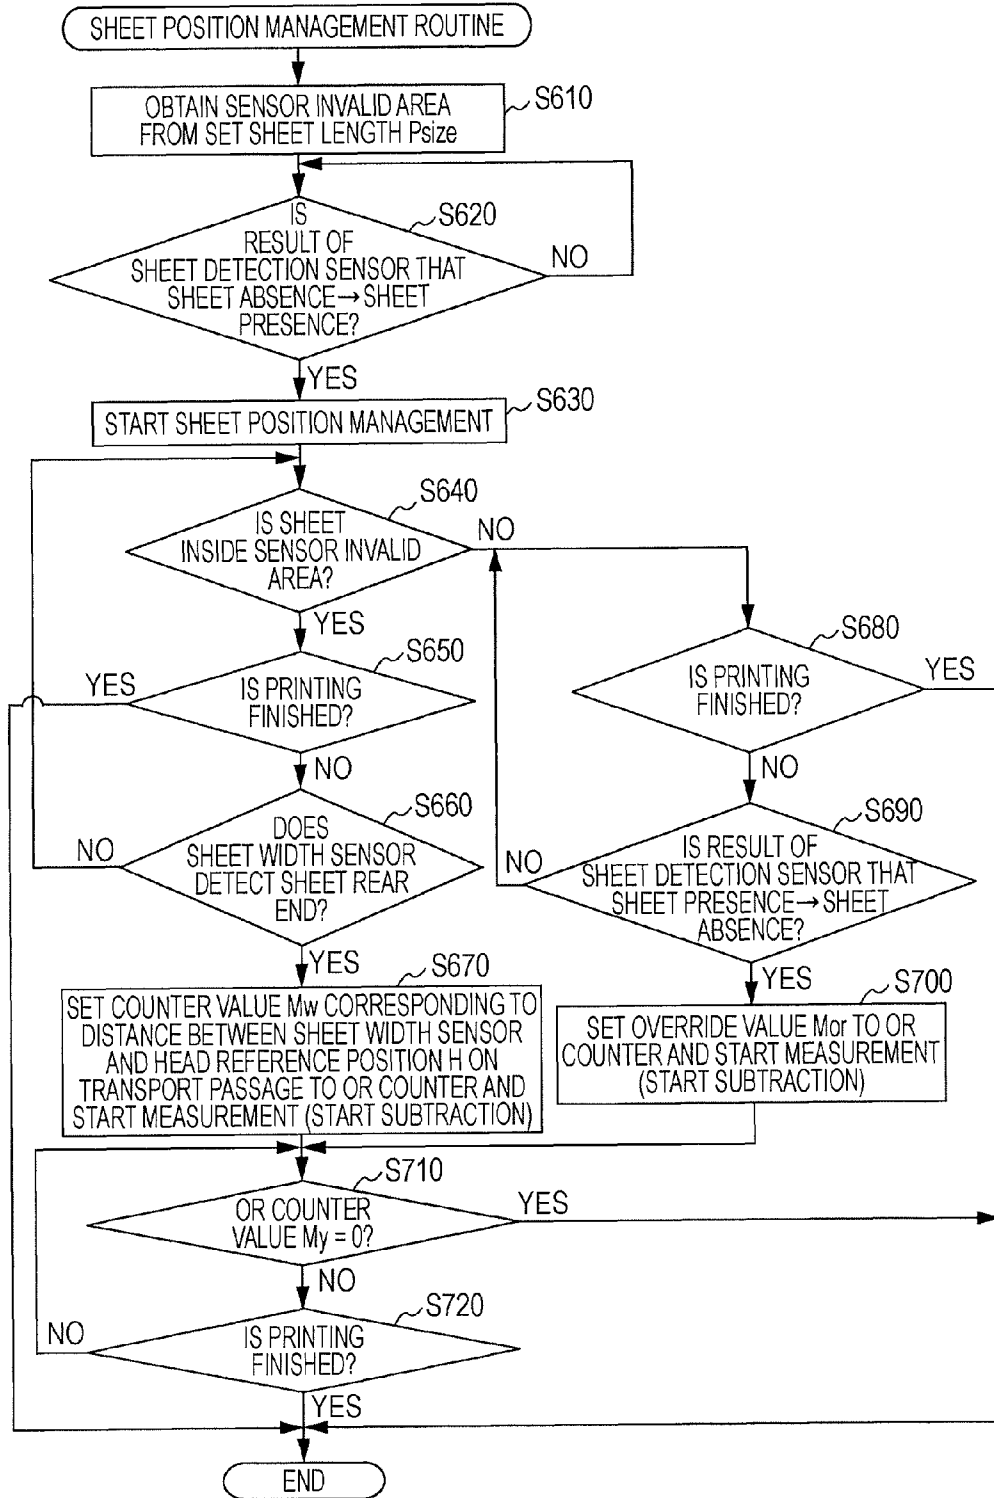 SHEET POSITION MANAGEMENT ROUTINE
OBTAIN SENSOR INVALID AREA
FROM SET SHEET LENGTH Psize
S610
IS
RESULT OF
SHEET DETECTION SENSOR THAT
SHEET ABSENCE→SHEET
PRESENCE?
S620
NO
YES
START SHEET POSITION MANAGEMENT
S630
IS SHEET
INSIDE SENSOR INVALID
AREA?
S640
NO
YES
IS PRINTING
FINISHED?
S650
YES
NO
IS PRINTING
FINISHED?
S680
YES
NO
DOES
SHEET WIDTH SENSOR
DETECT SHEET REAR
END?
S660
NO
YES
IS RESULT OF
SHEET DETECTION SENSOR THAT
SHEET PRESENCE→SHEET
ABSENCE?
S690
NO
YES
SET COUNTER VALUE Mw CORRESPONDING TO
DISTANCE BETWEEN SHEET WIDTH SENSOR
AND HEAD REFERENCE POSITION H ON
TRANSPORT PASSAGE TO OR COUNTER AND
START MEASUREMENT (START SUBTRACTION)
S670
SET OVERRIDE VALUE Mor TO OR
COUNTER AND START MEASUREMENT
(START SUBTRACTION)
S700
OR COUNTER
VALUE My = 0?
S710
YES
NO
IS PRINTING
FINISHED?
S720
NO
YES
END